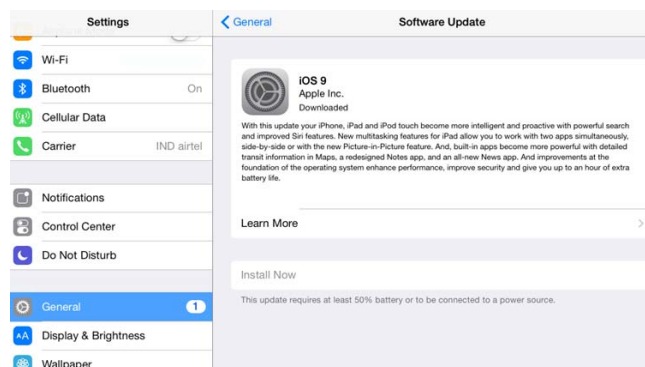 Settings
Wi-Fi
Bluetooth
On
Cellular Data
Carrier
IND airtel
Notifications
Control Center
Do Not Disturb
General
1
AA Display & Brightness
Wallpaper
General
Software Update
iOS 9
Apple Inc.
Downloaded
With this update your iPhone, iPad and iPod touch become more intelligent and proactive with powerful search
and improved Siri features. New multitasking features for iPad allow you to work with two apps simultaneously,
side-by-side or with the new Picture-in-Picture feature. And, built-in apps become more powerful with detailed
transit information in Maps, a redesigned Notes app, and an all-new News app. And improvements at the
foundation of the operating system enhance performance, improve security and give you up to an hour of extra
battery life.
Learn More
Install Now
This update requires at least 50% battery or to be connected to a power source.